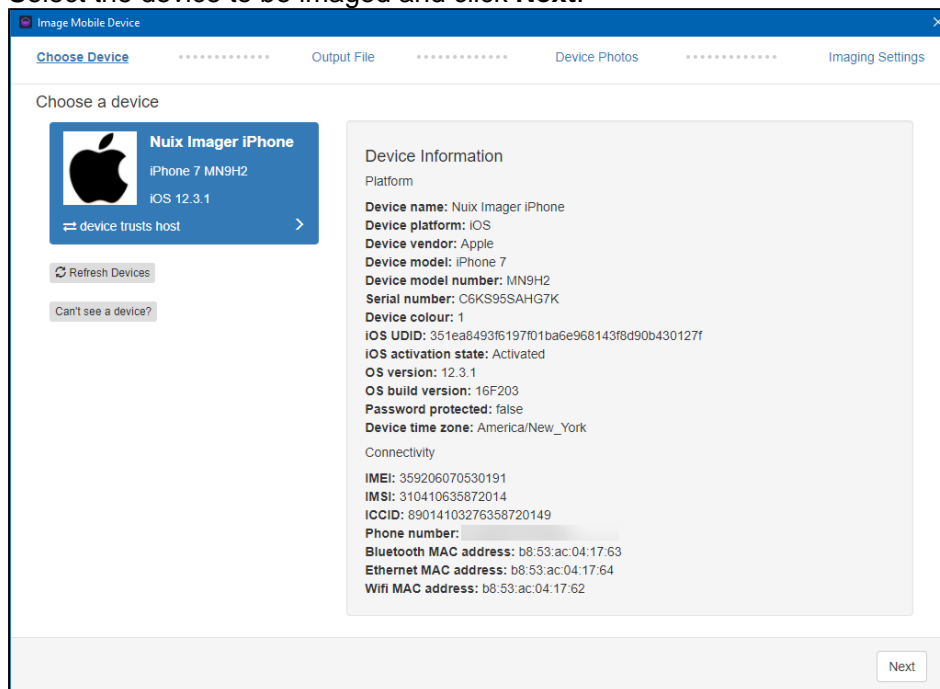 Select the device to be imaged and click Next.
Image Mobile Device
Choose Device Output File Device Photos Imaging Settings
Choose a device
Nuix Imager iPhone
iPhone 7 MN9H2
iOS 12.3.1
device trusts host
Refresh Devices
Can't see a device?
Device Information
Platform
Device name: Nuix Imager iPhone
Device platform: iOS
Device vendor: Apple
Device model: iPhone 7
Device model number: MN9H2
Serial number: C6KS95SAHG7K
Device colour: 1
iOS UDID: 351ea8493f6197f01ba6e968143f8d90b430127f
iOS activation state: Activated
OS version: 12.3.1
OS build version: 16F203
Password protected: false
Device time zone: America/New_York
Connectivity
IMEI: 359206070530191
IMSI: 310410635872014
ICCID: 89014103276358720149
Phone number:
Bluetooth MAC address: b8:53:ac:04:17:63
Ethernet MAC address: b8:53:ac:04:17:64
Wifi MAC address: b8:53:ac:04:17:62
Next